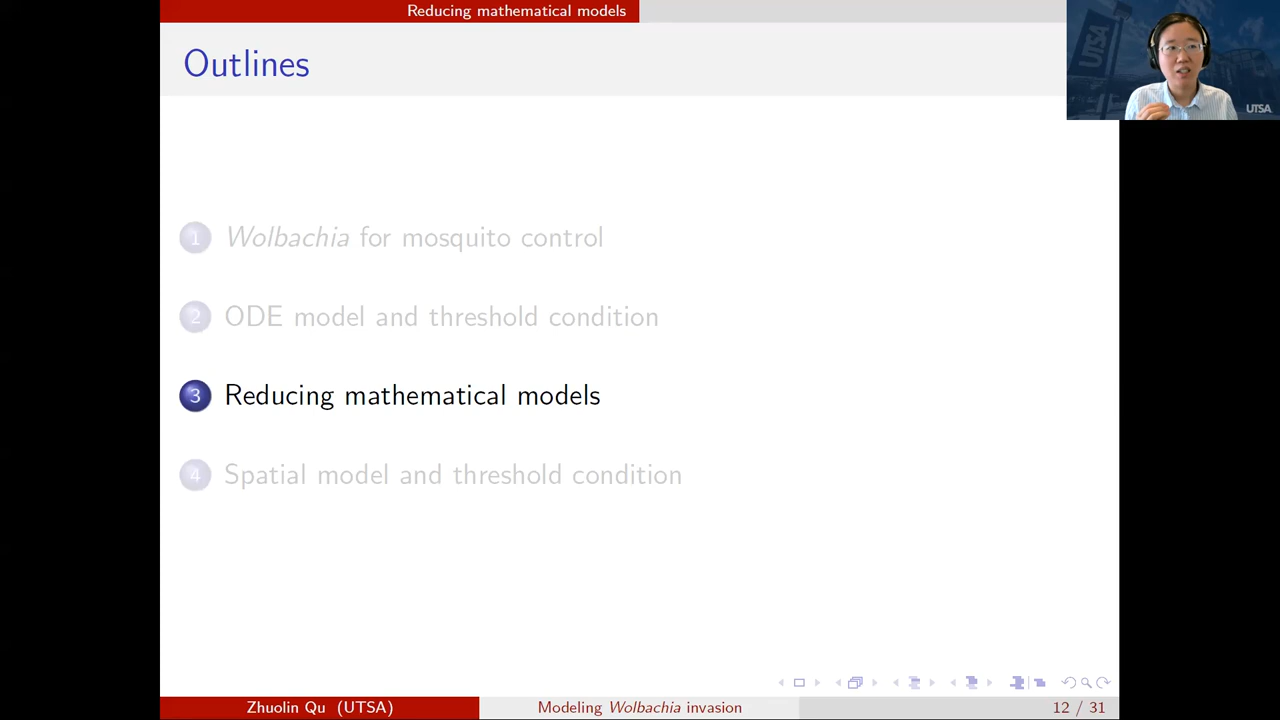 Reducing mathematical models
Outlines
UTSA
UTSA
1 Wolbachia for mosquito control
2 ODE model and threshold condition
3 Reducing mathematical models
4 Spatial model and threshold condition
Zhuolin Qu (UTSA) Modeling Wolbachia invasion 12 / 31